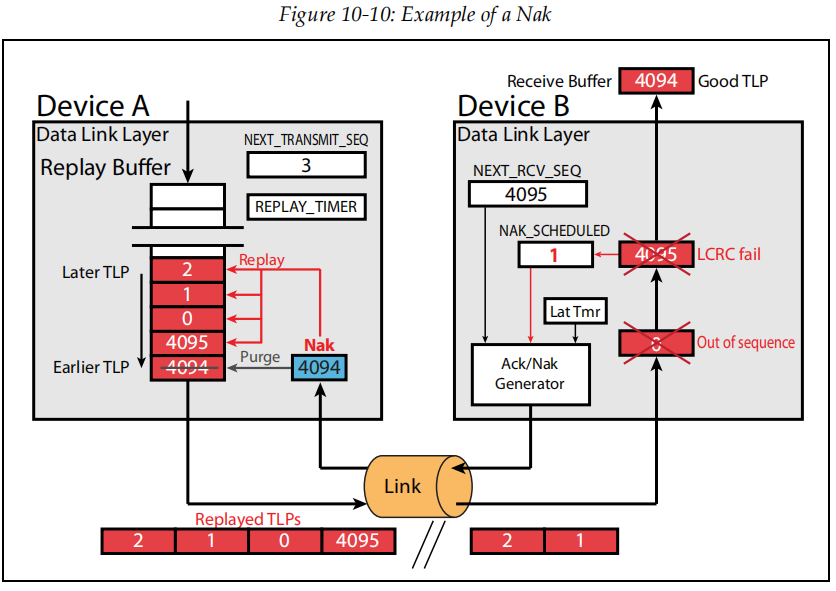 Figure 10-10: Example of a Nak
Receive Buffer 4094 Good TLP
Device A
Data Link Layer
Replay Buffer
NEXT_TRANSMIT_SEQ
3
REPLAY_TIMER
Later TLP
Earlier TLP
2
1
0
4095
4094
Replay
Nak
Purge
4094
Device B
Data Link Layer
NEXT_RCV_SEQ
4095
NAK_SCHEDULED
1
4095
LCRC fail
Lat Tmr
0
Out of sequence
Ack/Nak
Generator
Link
Replayed TLPs
2 1 0 4095
2 1